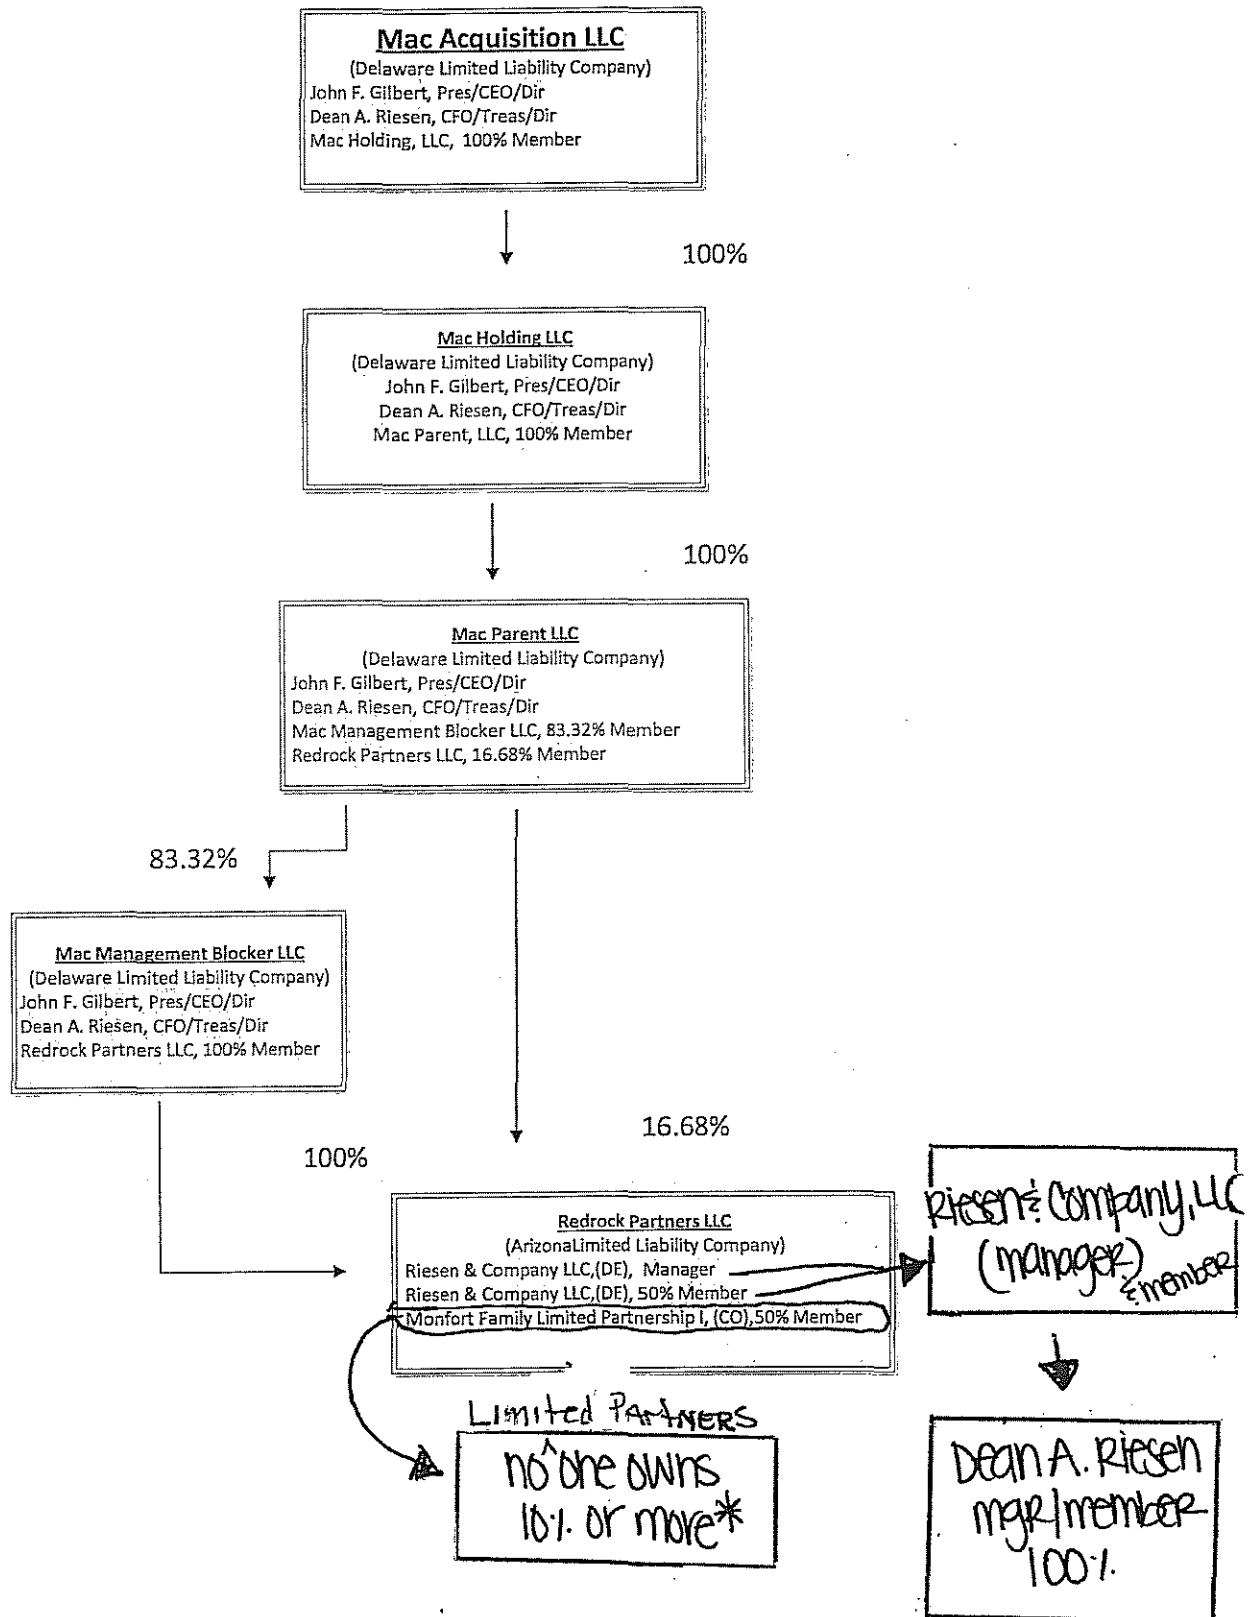 Mac Acquisition LLC
(Delaware Limited Liability Company)
John F. Gilbert, Pres/CEO/Dir
Dean A. Riesen, CFO/Treas/Dir
Mac Holding, LLC, 100% Member
100%
Mac Holding LLC
(Delaware Limited Liability Company)
John F. Gilbert, Pres/CEO/Dir
Dean A. Riesen, CFO/Treas/Dir
Mac Parent, LLC, 100% Member
100%
Mac Parent LLC
(Delaware Limited Liability Company)
John F. Gilbert, Pres/CEO/Dir
Dean A. Riesen, CFO/Treas/Dir
Mac Management Blocker LLC, 83.32% Member
Redrock Partners LLC, 16.68% Member
83.32%
Mac Management Blocker LLC
(Delaware Limited Liability Company)
John F. Gilbert, Pres/CEO/Dir
Dean A. Riesen, CFO/Treas/Dir
Redrock Partners LLC, 100% Member
16.68%
100%
Redrock Partners LLC
(ArizonaLimited Liability Company)
Riesen & Company LLC,(DE), Manager
Riesen & Company LLC,(DE), 50% Member
Monfort Family Limited Partnership I, (CO),50% Member
Riesen & Company, LLC
(manager)
& member
Limited Partners
no ^ one owns
10% or more*
Dean A. Riesen
mgr/member
100%